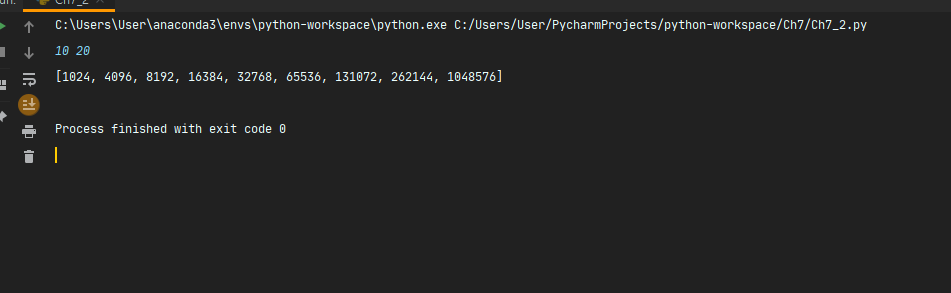 un:
Ch7_2
C:\Users\User\anaconda3\envs\python-workspace\python.exe C:/Users/User/PycharmProjects/python-workspace/Ch7/Ch7_2.py
10 20
[1024, 4096, 8192, 16384, 32768, 65536, 131072, 262144, 1048576]
Process finished with exit code 0